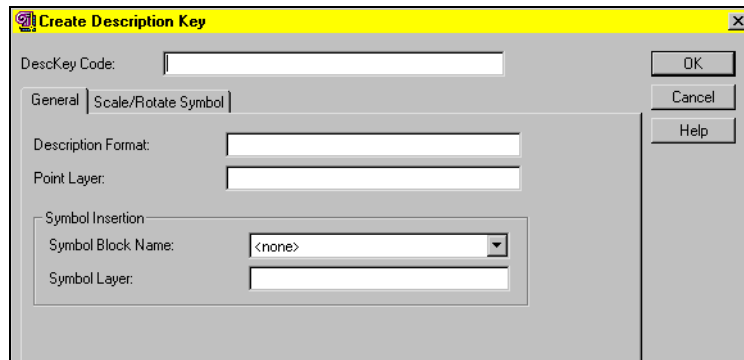 Create Description Key
DescKey Code:
OK
General Scale/Rotate Symbol
Cancel
Help
Description Format:
Point Layer:
Symbol Insertion
Symbol Block Name: <none>
Symbol Layer: